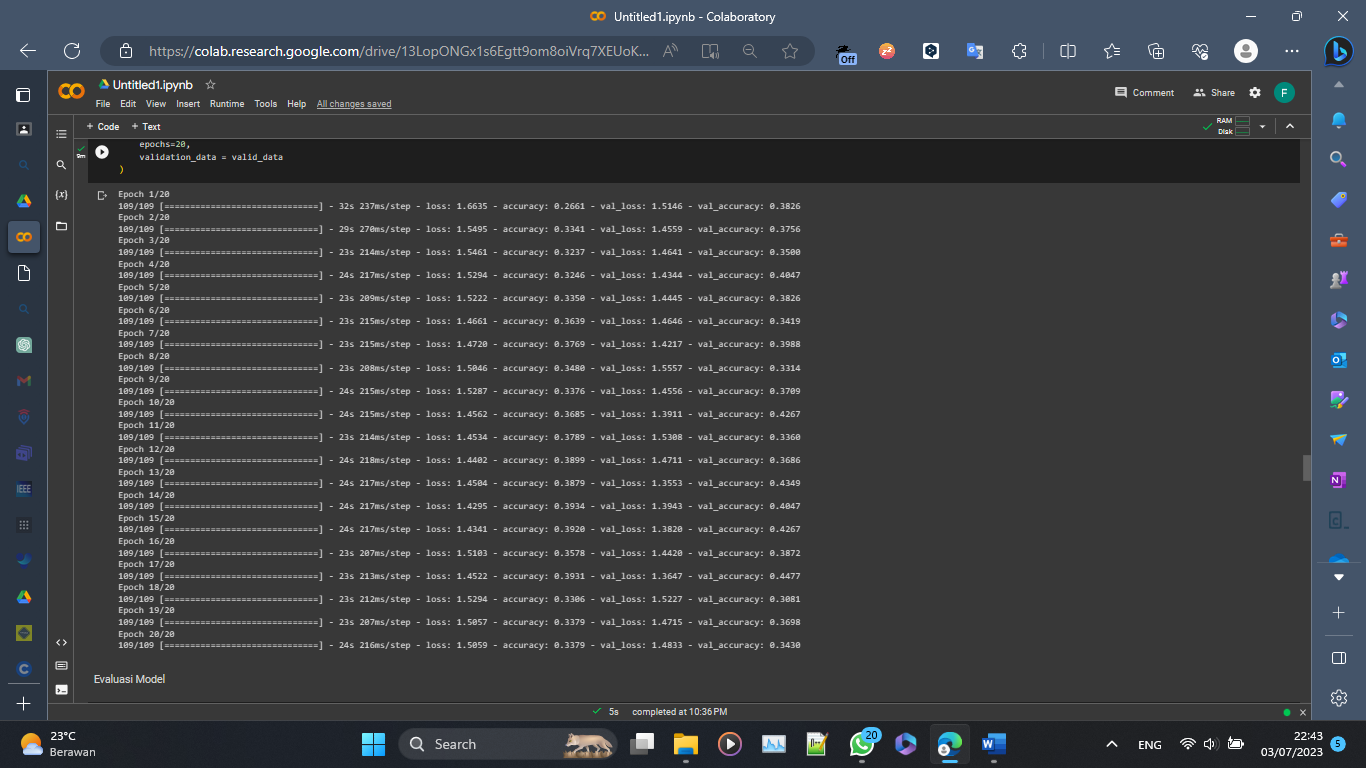 Untitled1.ipynb - Colaboratory
https://colab.research.google.com/drive/13LopONGx1s6Egtt9om8oiVrq7XEUoK...
Off
Untitled1.ipynb
File Edit View Insert Runtime Tools Help All changes saved
Comment Share F
+ Code + Text
RAM
Disk
9m
epochs=20,
validation_data = valid_data
)
{x}
Epoch 1/20
109/109 [==============================] - 32s 237ms/step - loss: 1.6635 - accuracy: 0.2661 - val_loss: 1.5146 - val_accuracy: 0.3826
Epoch 2/20
109/109 [==============================] - 29s 270ms/step - loss: 1.5495 - accuracy: 0.3341 - val_loss: 1.4559 - val_accuracy: 0.3756
Epoch 3/20
109/109 [==============================] - 23s 214ms/step - loss: 1.5461 - accuracy: 0.3237 - val_loss: 1.4641 - val_accuracy: 0.3500
Epoch 4/20
109/109 [==============================] - 24s 217ms/step - loss: 1.5294 - accuracy: 0.3246 - val_loss: 1.4344 - val_accuracy: 0.4047
Epoch 5/20
109/109 [==============================] - 23s 209ms/step - loss: 1.5222 - accuracy: 0.3350 - val_loss: 1.4445 - val_accuracy: 0.3826
Epoch 6/20
109/109 [==============================] - 23s 215ms/step - loss: 1.4661 - accuracy: 0.3639 - val_loss: 1.4646 - val_accuracy: 0.3419
Epoch 7/20
109/109 [==============================] - 23s 215ms/step - loss: 1.4720 - accuracy: 0.3769 - val_loss: 1.4217 - val_accuracy: 0.3988
Epoch 8/20
109/109 [==============================] - 23s 208ms/step - loss: 1.5046 - accuracy: 0.3480 - val_loss: 1.5557 - val_accuracy: 0.3314
Epoch 9/20
109/109 [==============================] - 24s 215ms/step - loss: 1.5287 - accuracy: 0.3376 - val_loss: 1.4556 - val_accuracy: 0.3709
Epoch 10/20
109/109 [==============================] - 24s 215ms/step - loss: 1.4562 - accuracy: 0.3685 - val_loss: 1.3911 - val_accuracy: 0.4267
Epoch 11/20
109/109 [==============================] - 23s 214ms/step - loss: 1.4534 - accuracy: 0.3789 - val_loss: 1.5308 - val_accuracy: 0.3360
Epoch 12/20
109/109 [==============================] - 24s 218ms/step - loss: 1.4402 - accuracy: 0.3899 - val_loss: 1.4711 - val_accuracy: 0.3686
Epoch 13/20
109/109 [==============================] - 24s 217ms/step - loss: 1.4504 - accuracy: 0.3879 - val_loss: 1.3553 - val_accuracy: 0.4349
Epoch 14/20
109/109 [==============================] - 24s 217ms/step - loss: 1.4295 - accuracy: 0.3934 - val_loss: 1.3943 - val_accuracy: 0.4047
Epoch 15/20
109/109 [==============================] - 24s 217ms/step - loss: 1.4341 - accuracy: 0.3920 - val_loss: 1.3820 - val_accuracy: 0.4267
Epoch 16/20
109/109 [==============================] - 23s 207ms/step - loss: 1.5103 - accuracy: 0.3578 - val_loss: 1.4420 - val_accuracy: 0.3872
Epoch 17/20
109/109 [==============================] - 23s 213ms/step - loss: 1.4522 - accuracy: 0.3931 - val_loss: 1.3647 - val_accuracy: 0.4477
Epoch 18/20
109/109 [==============================] - 23s 212ms/step - loss: 1.5294 - accuracy: 0.3306 - val_loss: 1.5227 - val_accuracy: 0.3081
Epoch 19/20
109/109 [==============================] - 23s 207ms/step - loss: 1.5057 - accuracy: 0.3379 - val_loss: 1.4715 - val_accuracy: 0.3698
Epoch 20/20
109/109 [==============================] - 24s 216ms/step - loss: 1.5059 - accuracy: 0.3379 - val_loss: 1.4833 - val_accuracy: 0.3430
Evaluasi Model
IEEE
5s completed at 10:36 PM
23°C
Berawan
Search
20
ENG
22:43
03/07/2023
5